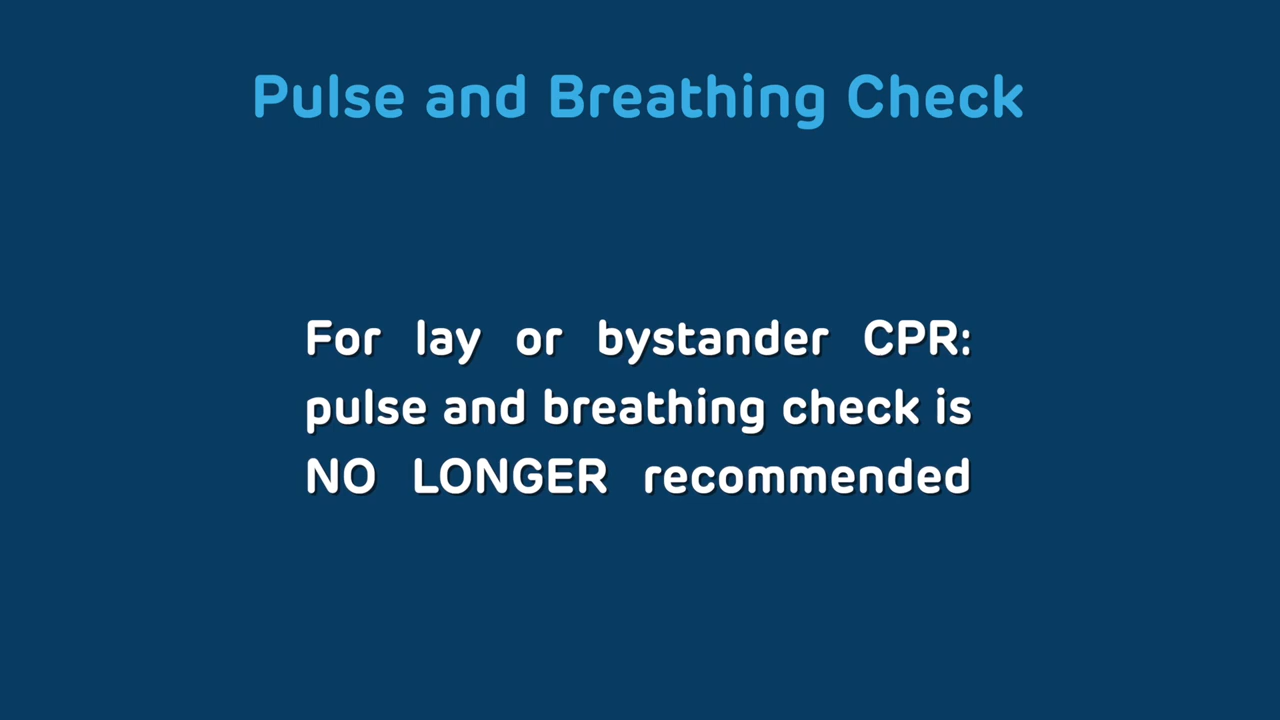 Pulse and Breathing Check
For lay or bystander CPR:
pulse and breathing check is
NO LONGER recommended